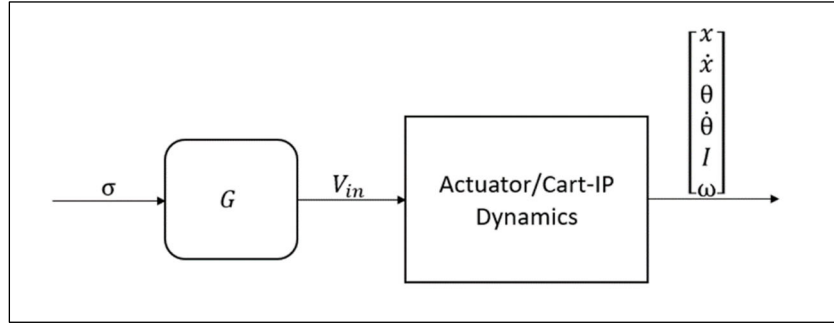 σ
G
V_in
Actuator/Cart-IP
Dynamics
x
ẋ
θ
θ̇
I
ω